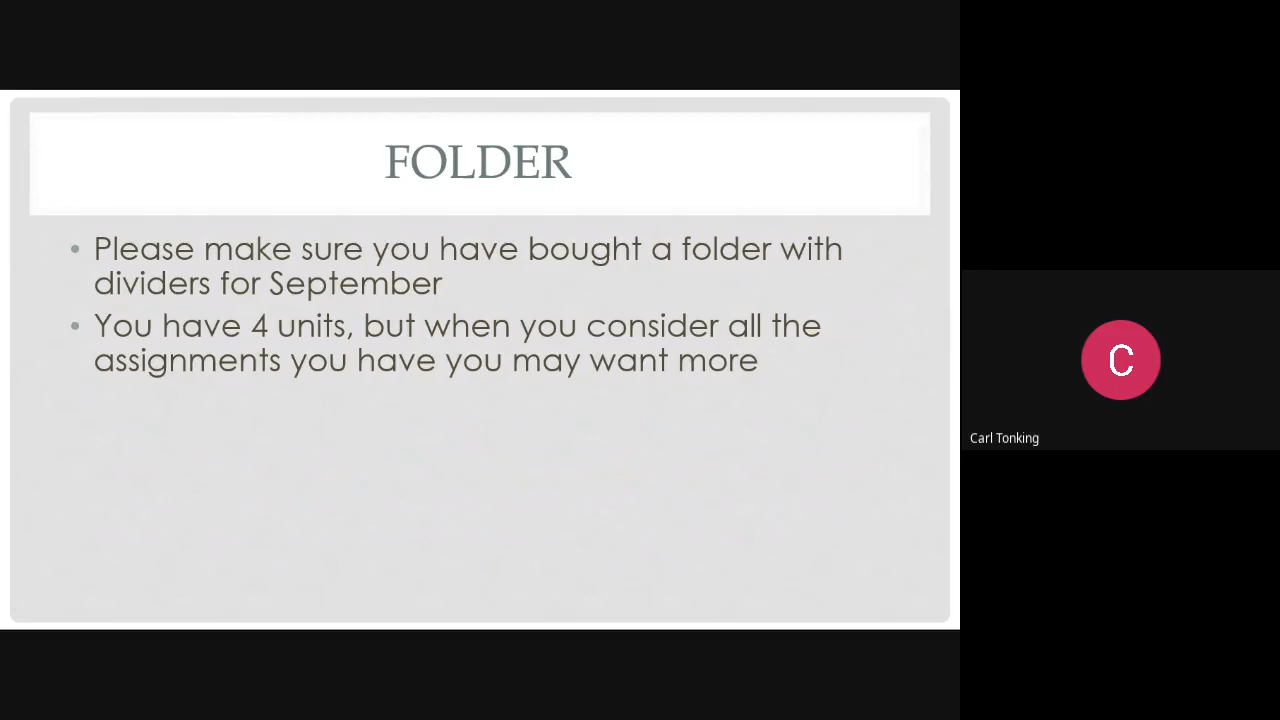 FOLDER
• Please make sure you have bought a folder with
dividers for September
• You have 4 units, but when you consider all the
assignments you have you may want more
C
Carl Tonking